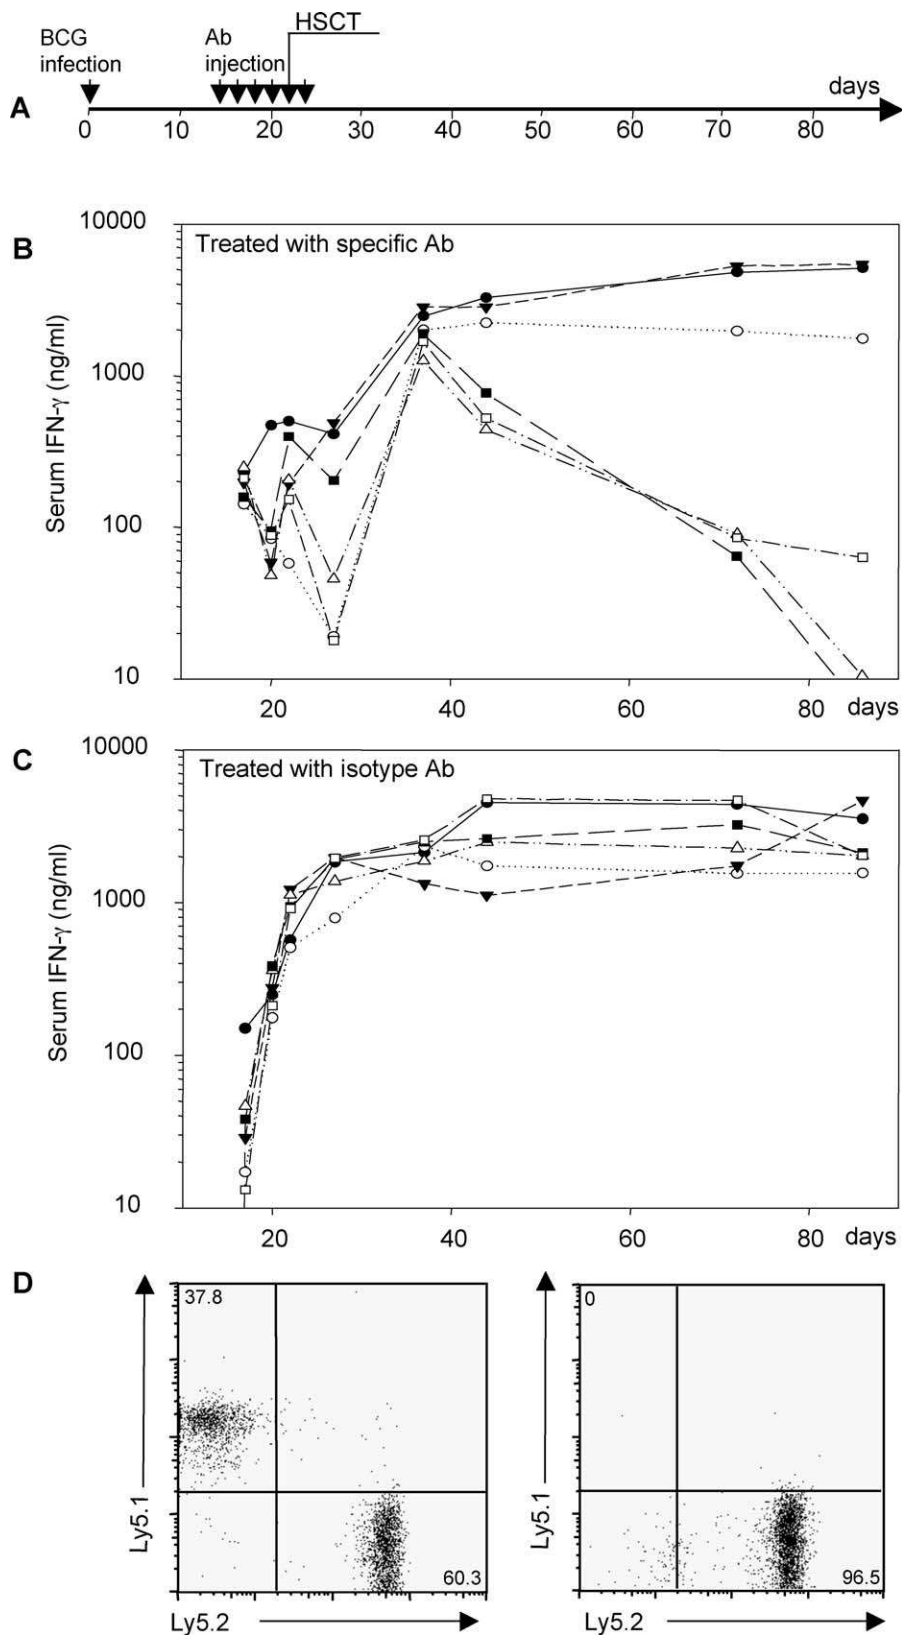 HSCT
BCG infection
Ab injection
days
A
0 10 20 30 40 50 60 70 80
B
10000
Treated with specific Ab
1000
Serum IFN-γ (ng/ml)
100
10
20 40 60 80 days
C
10000
Treated with isotype Ab
1000
Serum IFN-γ (ng/ml)
100
10
20 40 60 80 days
D
37.8
Ly5.1
60.3
Ly5.2
0
Ly5.1
96.5
Ly5.2